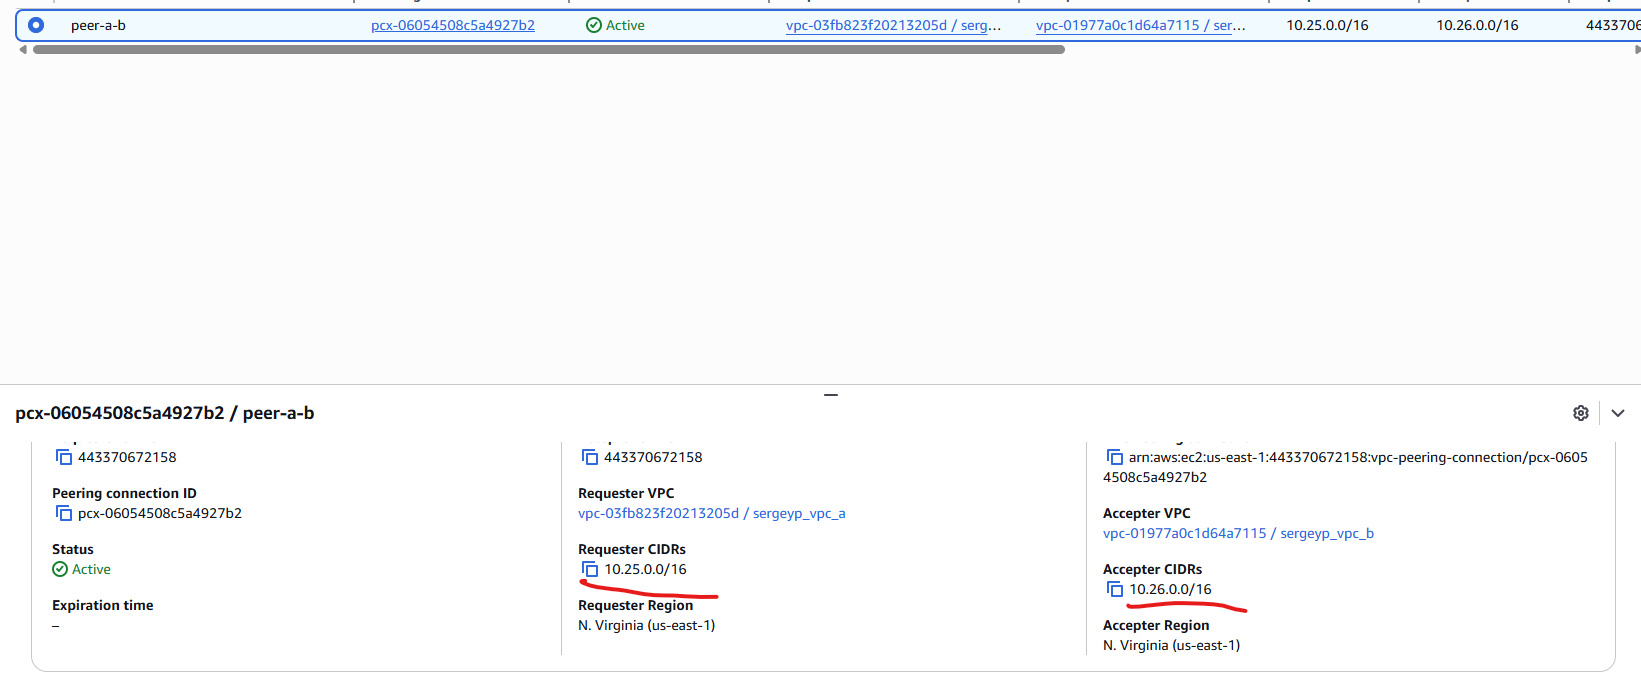 peer-a-b pcx-06054508c5a4927b2 Active vpc-03fb823f20213205d / serg... vpc-01977a0c1d64a7115 / ser... 10.25.0.0/16 10.26.0.0/16 4433706
pcx-06054508c5a4927b2 / peer-a-b
443370672158
Peering connection ID
pcx-06054508c5a4927b2
Status
Active
Expiration time
–
443370672158
Requester VPC
vpc-03fb823f20213205d / sergeyp_vpc_a
Requester CIDRs
10.25.0.0/16
Requester Region
N. Virginia (us-east-1)
arn:aws:ec2:us-east-1:443370672158:vpc-peering-connection/pcx-0605
4508c5a4927b2
Accepter VPC
vpc-01977a0c1d64a7115 / sergeyp_vpc_b
Accepter CIDRs
10.26.0.0/16
Accepter Region
N. Virginia (us-east-1)